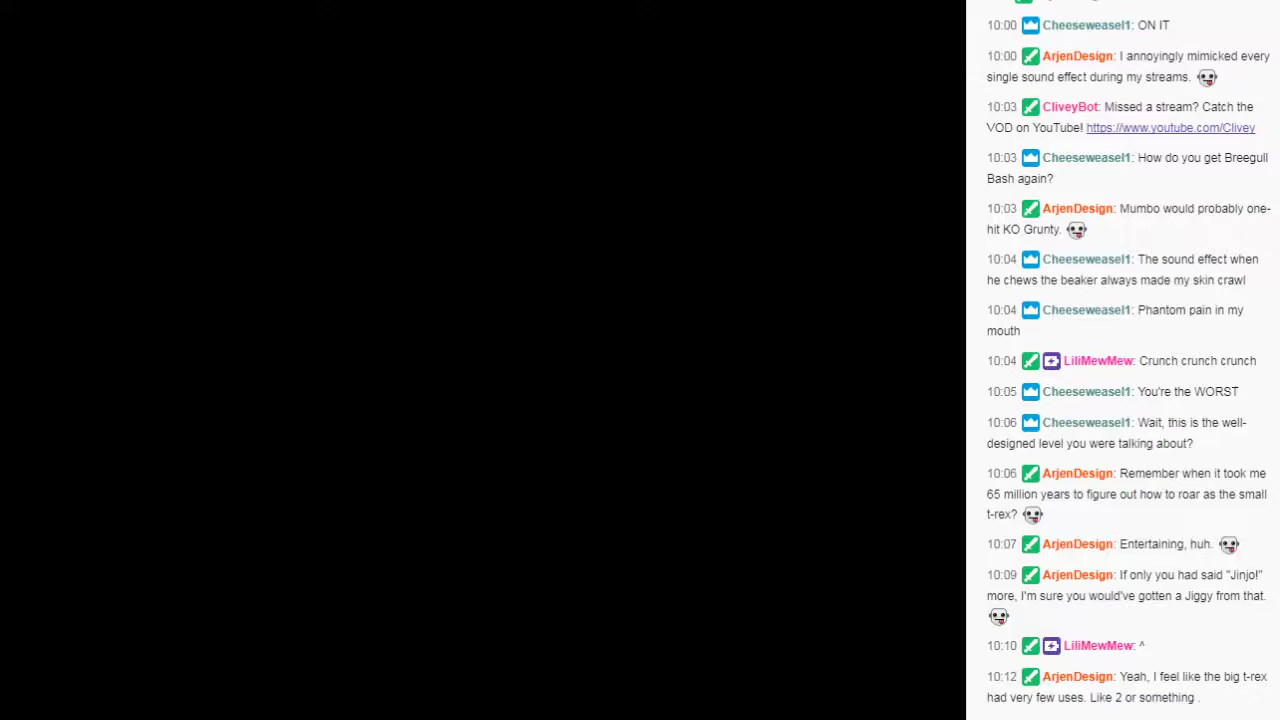 10:00 Cheeseweasel1: ON IT
10:00 ArjenDesign: I annoyingly mimicked every
single sound effect during my streams.
10:03 CliveyBot: Missed a stream? Catch the
VOD on YouTube! https://www.youtube.com/Clivey
10:03 Cheeseweasel1: How do you get Breegull
Bash again?
10:03 ArjenDesign: Mumbo would probably one-
hit KO Grunty.
10:04 Cheeseweasel1: The sound effect when
he chews the beaker always made my skin crawl
10:04 Cheeseweasel1: Phantom pain in my
mouth
10:04 LiliMewMew: Crunch crunch crunch
10:05 Cheeseweasel1: You're the WORST
10:06 Cheeseweasel1: Wait, this is the well-
designed level you were talking about?
10:06 ArjenDesign: Remember when it took me
65 million years to figure out how to roar as the small
t-rex?
10:07 ArjenDesign: Entertaining, huh.
10:09 ArjenDesign: If only you had said "Jinjo!"
more, I'm sure you would've gotten a Jiggy from that.
10:10 LiliMewMew: ^
10:12 ArjenDesign: Yeah, I feel like the big t-rex
had very few uses. Like 2 or something .